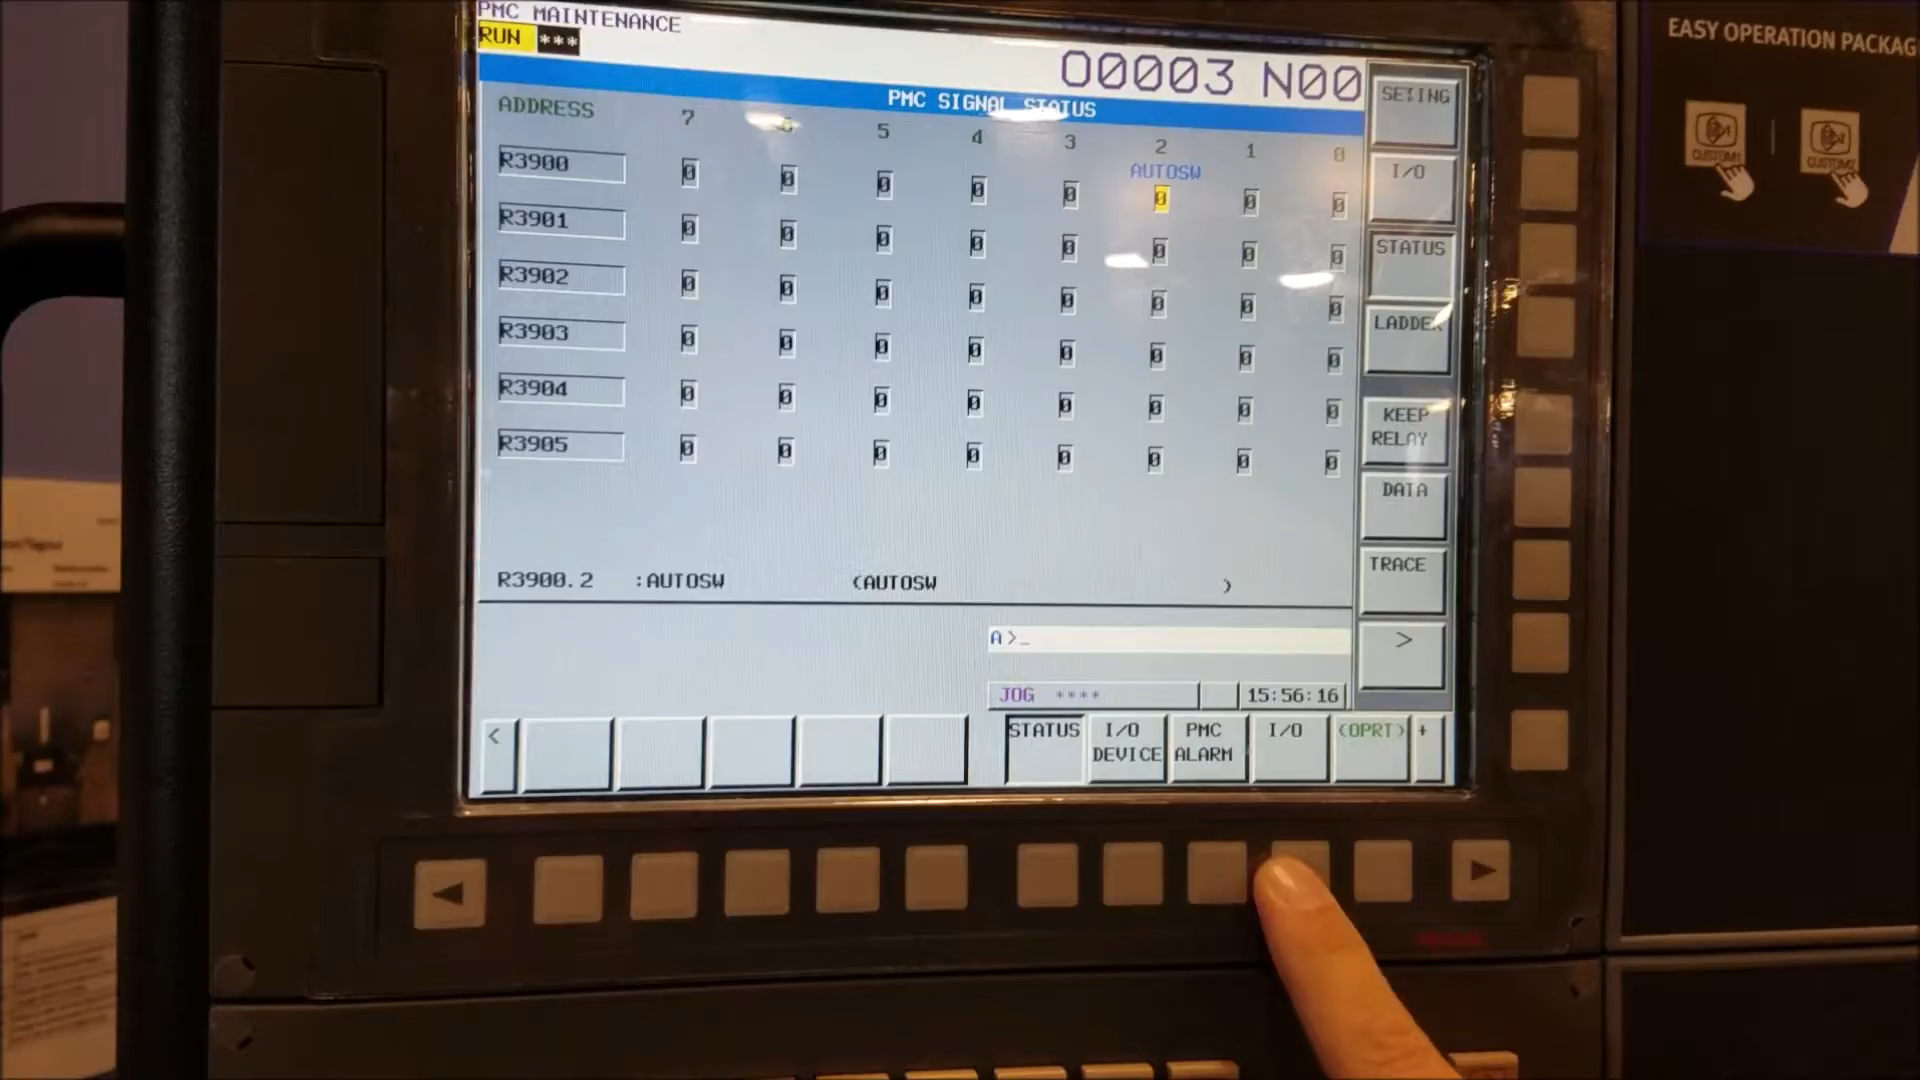 PMC MAINTENANCE
RUN ***
O0003 N00
PMC SIGNAL STATUS
ADDRESS 7 6 5 4 3 2 1 0
AUTOSW
R3900 0 0 0 0 0 0 0 0
R3901 0 0 0 0 0 0 0 0
R3902 0 0 0 0 0 0 0 0
R3903 0 0 0 0 0 0 0 0
R3904 0 0 0 0 0 0 0 0
R3905 0 0 0 0 0 0 0 0
R3900.2 :AUTOSW (AUTOSW )
A>_
JOG **** 15:56:16
< STATUS I/O DEVICE PMC ALARM I/O (OPRT) +
SETING
I/O
STATUS
LADDER
KEEP
RELAY
DATA
TRACE
>
EASY OPERATION PACKAG
CUSTOM1 CUSTOM2